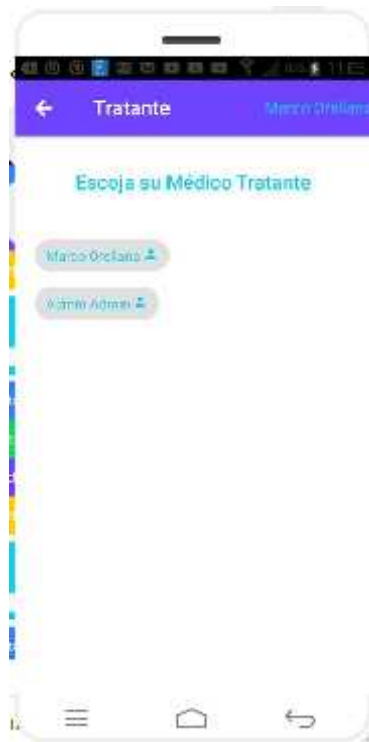 Tratante
Marco Orellana
Escoja su Médico Tratante
Marco Orellana
Admin Admin